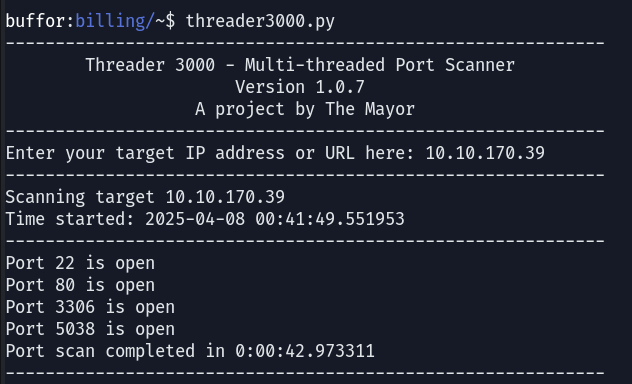 buffor:billing/~$ threader3000.py
------------------------------------------------------------
Threader 3000 - Multi-threaded Port Scanner
Version 1.0.7
A project by The Mayor
------------------------------------------------------------
Enter your target IP address or URL here: 10.10.170.39
------------------------------------------------------------
Scanning target 10.10.170.39
Time started: 2025-04-08 00:41:49.551953
------------------------------------------------------------
Port 22 is open
Port 80 is open
Port 3306 is open
Port 5038 is open
Port scan completed in 0:00:42.973311
------------------------------------------------------------